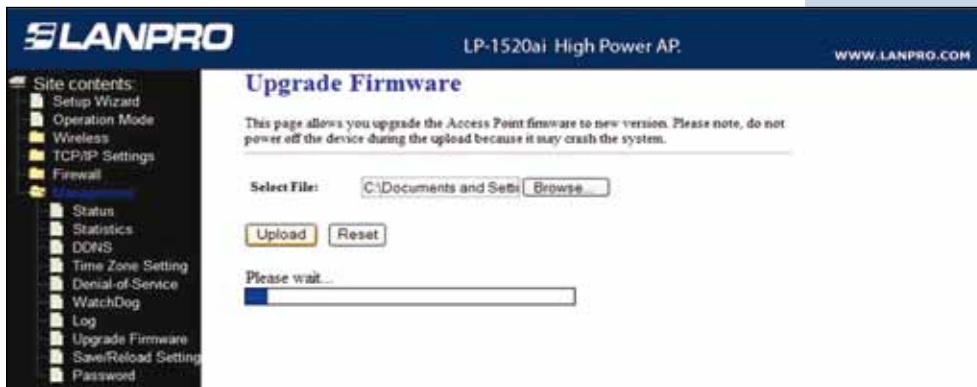 LANPRO
LP-1520ai High Power AP.
WWW.LANPRO.COM
Site contents:
Setup Wizard
Operation Mode
Wireless
TCP/IP Settings
Firewall
Management
Status
Statistics
DDNS
Time Zone Setting
Denial-of-Service
WatchDog
Log
Upgrade Firmware
Save/Reload Setting
Password
Upgrade Firmware
This page allows you upgrade the Access Point firmware to new version. Please note, do not
power off the device during the upload because it may crash the system.
Select File: C:\Documents and Setti Browse...
Upload Reset
Please wait...